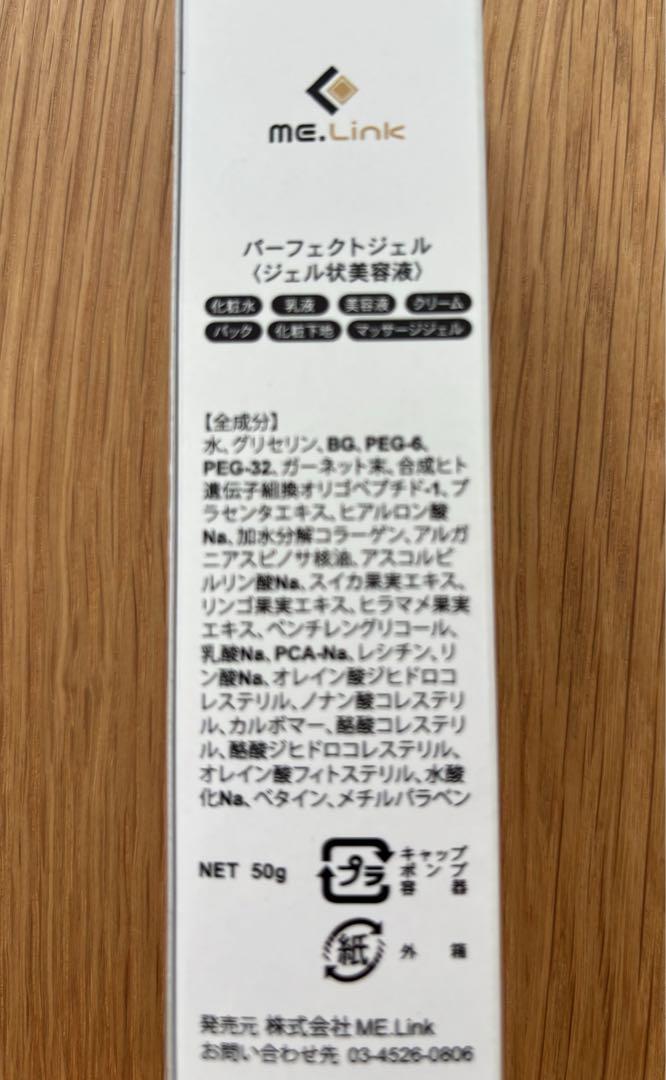 ME.Link
パーフェクトジェル
〈ジェル状美容液〉
化粧水 乳液 美容液 クリーム
パック 化粧下地 マッサージジェル
【全成分】
水、グリセリン、BG、PEG-6、
PEG-32、ガーネット末、合成ヒト
遺伝子組換オリゴペプチド-1、プ
ラセンタエキス、ヒアルロン酸
Na、加水分解コラーゲン、アルガ
ニアスピノサ核油、アスコルビ
ルリン酸Na、スイカ果実エキス、
リンゴ果実エキス、ヒラマメ果実
エキス、ペンチレングリコール、
乳酸Na、PCA-Na、レシチン、リ
ン酸Na、オレイン酸ジヒドロコ
レステリル、ノナン酸コレステリ
ル、カルボマー、酪酸コレステリ
ル、酪酸ジヒドロコレステリル、
オレイン酸フィトステリル、水酸
化Na、ベタイン、メチルパラベン
NET 50g
プラ
キャップ
ポンプ
容器
紙
外箱
発売元 株式会社ME.Link
お問い合わせ先 03-4526-0806